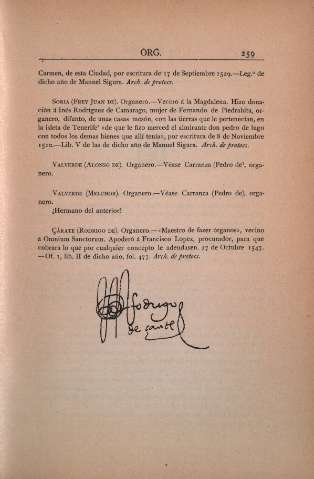 ORG. 259
Carmen, de esta Ciudad, por escritura de 17 de Septiembre 1529.—Leg.º de
dicho año de Manuel Sigura. Arch. de protocs.
SORIA (FREY JUAN DE). Organero.—Vecino á la Magdalena. Hizo dona-
ción á Inés Rodríguez de Camargo, mujer de Fernando de Piedrahita, or-
ganero, difunto, de unas casas mesón, con las tierras que le pertenecían, en
la isleta de Tenerife «de que le fizo merced el almirante don pedro de lugo
con todos los demas bienes que allí tenía», por escritura de 8 de Noviembre
1510.—Lib. V de las de dicho año de Manuel Sigura. Arch. de protocs.
VALVERDE (ALONSO DE). Organero.—Véase Carranza (Pedro de), orga-
nero.
VALVERDE (MELCHOR). Organero.—Véase Carranza (Pedro de), orga-
nero.
¿Hermano del anterior?
ÇÁRATE (RODRIGO DE). Organero.—«Maestro de fazer órganos», vecino
á Omnium Sanctorum. Apoderó á Francisco López, procurador, para que
cobrara lo que por cualquier concepto le adeudasen. 27 de Octubre 1547.
—Of. 1, lib. II de dicho año, fol. 477. Arch. de protocs.
Rodrigo
de çarate